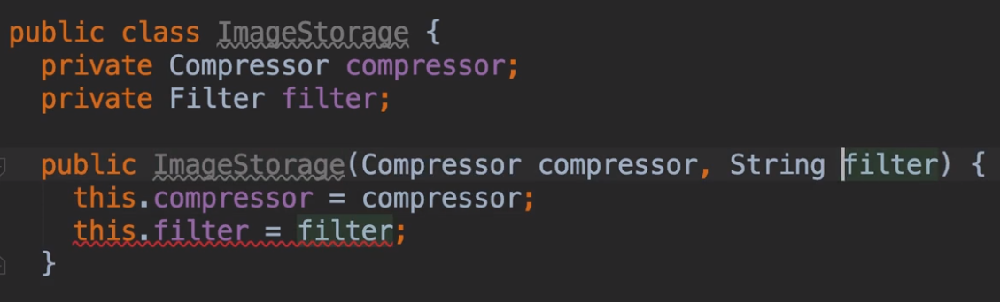 public class ImageStorage {
private Compressor compressor;
private Filter filter;
public ImageStorage(Compressor compressor, String filter) {
this.compressor = compressor;
this.filter = filter;
}